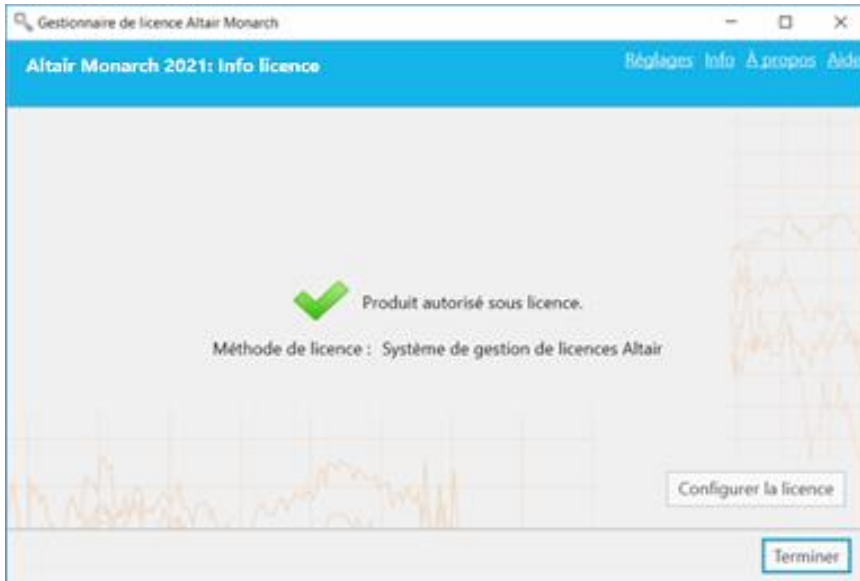 Gestionnaire de licence Altair Monarch
Altair Monarch 2021: Info licence
Réglages Info À propos Aide
Produit autorisé sous licence.
Méthode de licence : Système de gestion de licences Altair
Configurer la licence
Terminer